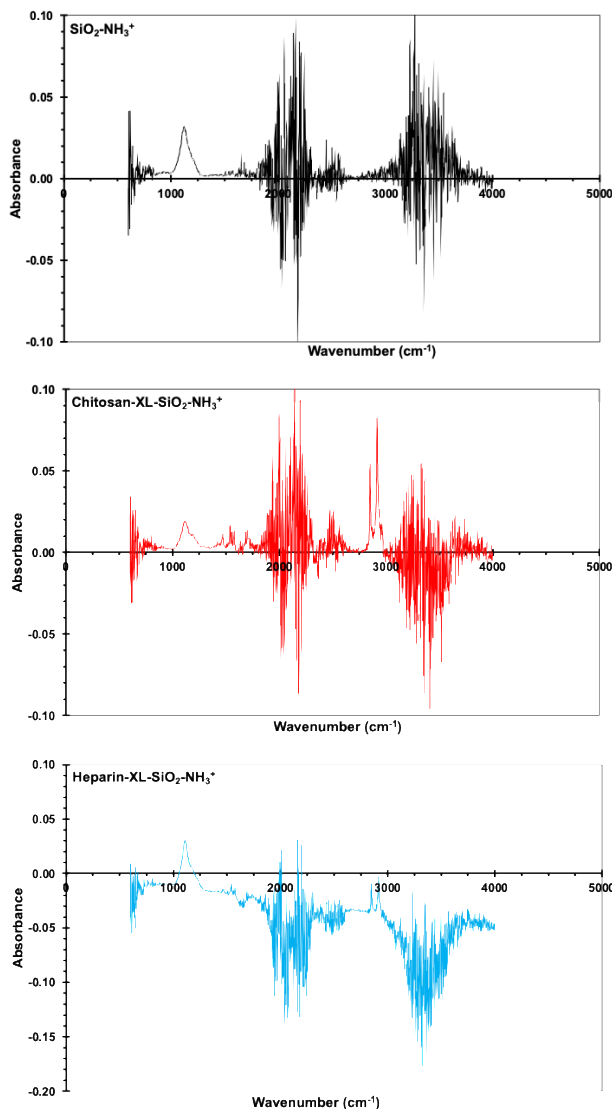 0.10
SiO₂-NH₃⁺
0.05
0.00
0 1000 2000 3000 4000 5000
Absorbance
-0.05
-0.10
Wavenumber (cm⁻¹)
0.10
Chitosan-XL-SiO₂-NH₃⁺
0.05
0.00
0 1000 2000 3000 4000 5000
Absorbance
-0.05
-0.10
Wavenumber (cm⁻¹)
0.10
Heparin-XL-SiO₂-NH₃⁺
0.05
0.00
0 1000 2000 3000 4000 5000
Absorbance
-0.05
-0.10
-0.15
-0.20
Wavenumber (cm⁻¹)